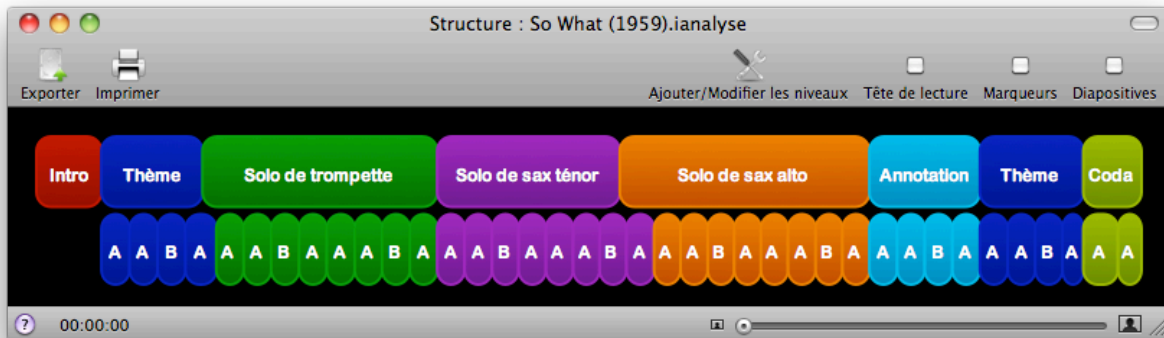 Structure : So What (1959).ianalyse
Exporter Imprimer Ajouter/Modifier les niveaux Tête de lecture Marqueurs Diapositives
Intro Thème Solo de trompette Solo de sax ténor Solo de sax alto Annotation Thème Coda
A A B A A A B A A A B A A A B A A A B A A A B A A A B A A A B A A A B A A A
? 00:00:00